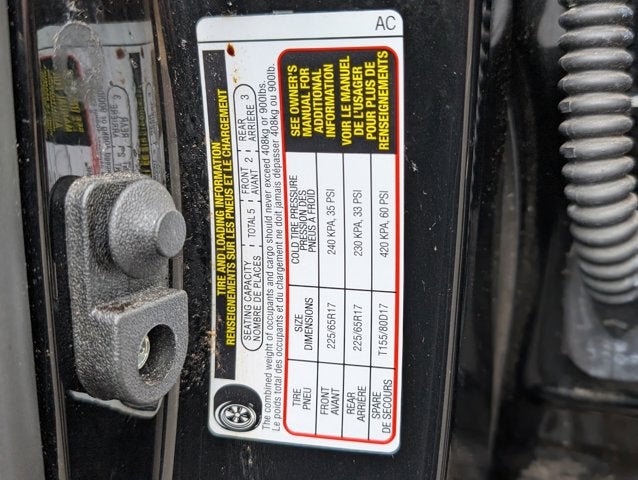 AC
TIRE AND LOADING INFORMATION
RENSEIGNEMENTS SUR LES PNEUS ET LE CHARGEMENT
SEATING CAPACITY TOTAL 5 FRONT 2 REAR 3
NOMBRE DE PLACES AVANT ARRIÈRE
The combined weight of occupants and cargo should never exceed 408kg or 900lbs.
Le poids total des occupants et du chargement ne doit jamais dépasser 408kg ou 900lb.
TIRE
PNEU
SIZE
DIMENSIONS
COLD TIRE PRESSURE
PRESSION DES
PNEUS À FROID
SEE OWNER'S
MANUAL FOR
ADDITIONAL
INFORMATION
VOIR LE MANUEL
DE L'USAGER
POUR PLUS DE
RENSEIGNEMENTS
FRONT
AVANT
225/65R17
240 KPA, 35 PSI
REAR
ARRIÈRE
225/65R17
230 KPA, 33 PSI
SPARE
DE SECOURS
T155/80D17
420 KPA, 60 PSI